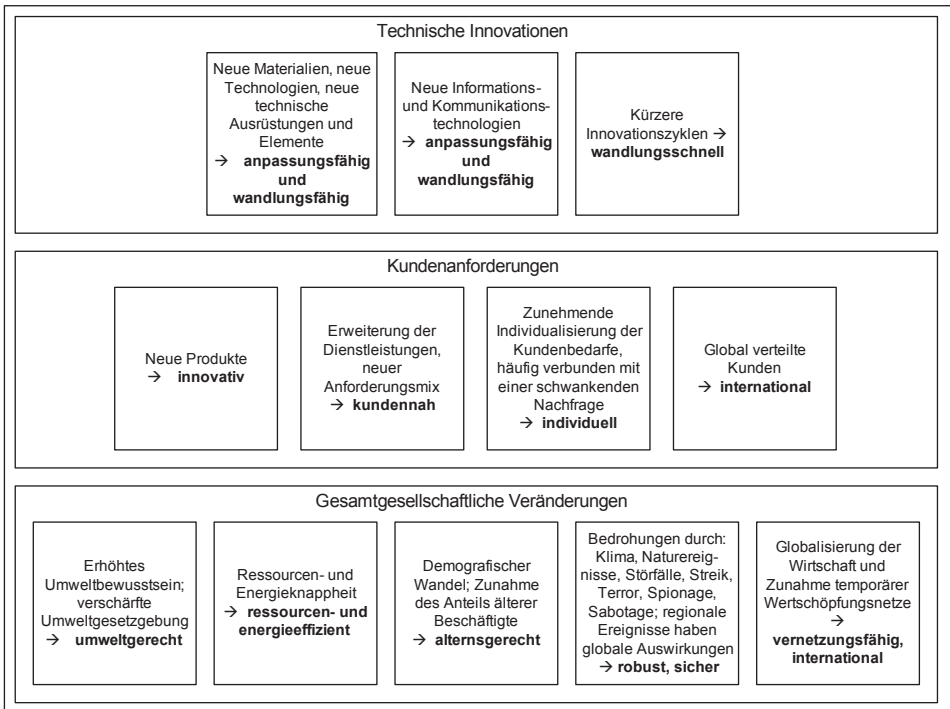 Technische Innovationen
Neue Materialien, neue
Technologien, neue
technische
Ausrüstungen und
Elemente
→ anpassungsfähig
und
wandlungsfähig
Neue Informations-
und Kommunikations-
technologien
→ anpassungsfähig
und
wandlungsfähig
Kürzere
Innovationszyklen →
wandlungsschnell
Kundenanforderungen
Neue Produkte
→ innovativ
Erweiterung der
Dienstleistungen,
neuer
Anforderungsmix
→ kundennah
Zunehmende
Individualisierung der
Kundenbedarfe,
häufig verbunden mit
einer schwankenden
Nachfrage
→ individuell
Global verteilte
Kunden
→ international
Gesamtgesellschaftliche Veränderungen
Erhöhtes
Umweltbewusstsein;
verschärfte
Umweltgesetzgebung
→ umweltgerecht
Ressourcen- und
Energieknappheit
→ ressourcen- und
energieeffizient
Demografischer
Wandel; Zunahme
des Anteils älterer
Beschäftigte
→ alternsgerecht
Bedrohungen durch:
Klima, Naturereig-
nisse, Störfälle, Streik,
Terror, Spionage,
Sabotage; regionale
Ereignisse haben
globale Auswirkungen
→ robust, sicher
Globalisierung der
Wirtschaft und
Zunahme temporärer
Wertschöpfungsnetze
→
vernetzungsfähig,
international